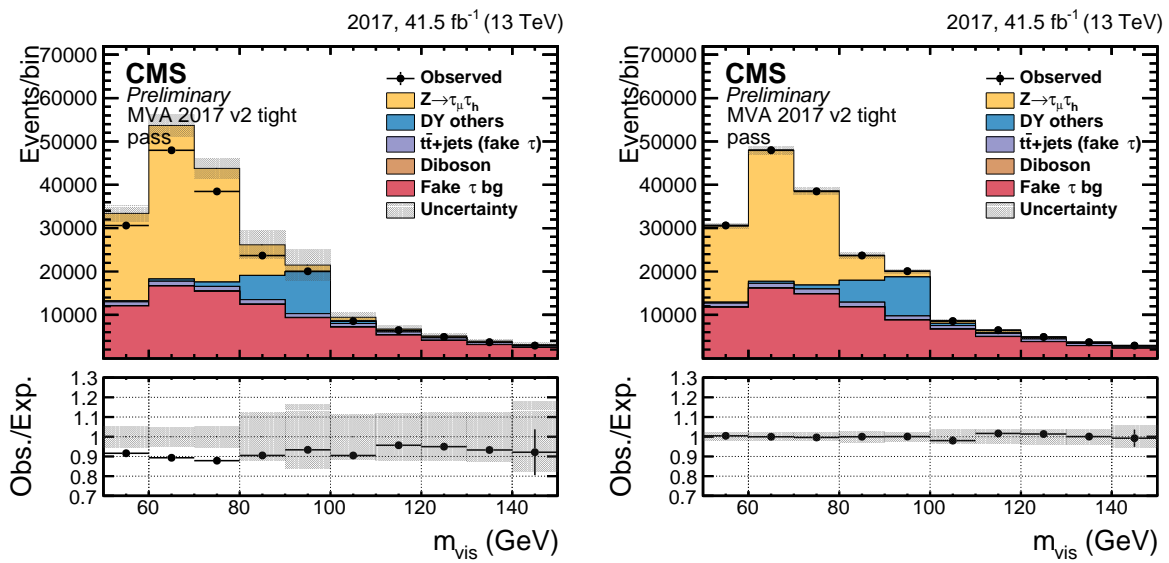 2017, 41.5 fb⁻¹ (13 TeV)
Events/bin
70000
60000
50000
40000
30000
20000
10000
CMS
Preliminary
MVA 2017 v2 tight
pass
Observed
Z→τμτh
DY others
tt̄+jets (fake τ)
Diboson
Fake τ bg
Uncertainty
Obs./Exp.
1.3
1.2
1.1
1
0.9
0.8
0.7
60 80 100 120 140
m_vis (GeV)
2017, 41.5 fb⁻¹ (13 TeV)
Events/bin
70000
60000
50000
40000
30000
20000
10000
CMS
Preliminary
MVA 2017 v2 tight
pass
Observed
Z→τμτh
DY others
tt̄+jets (fake τ)
Diboson
Fake τ bg
Uncertainty
Obs./Exp.
1.3
1.2
1.1
1
0.9
0.8
0.7
60 80 100 120 140
m_vis (GeV)